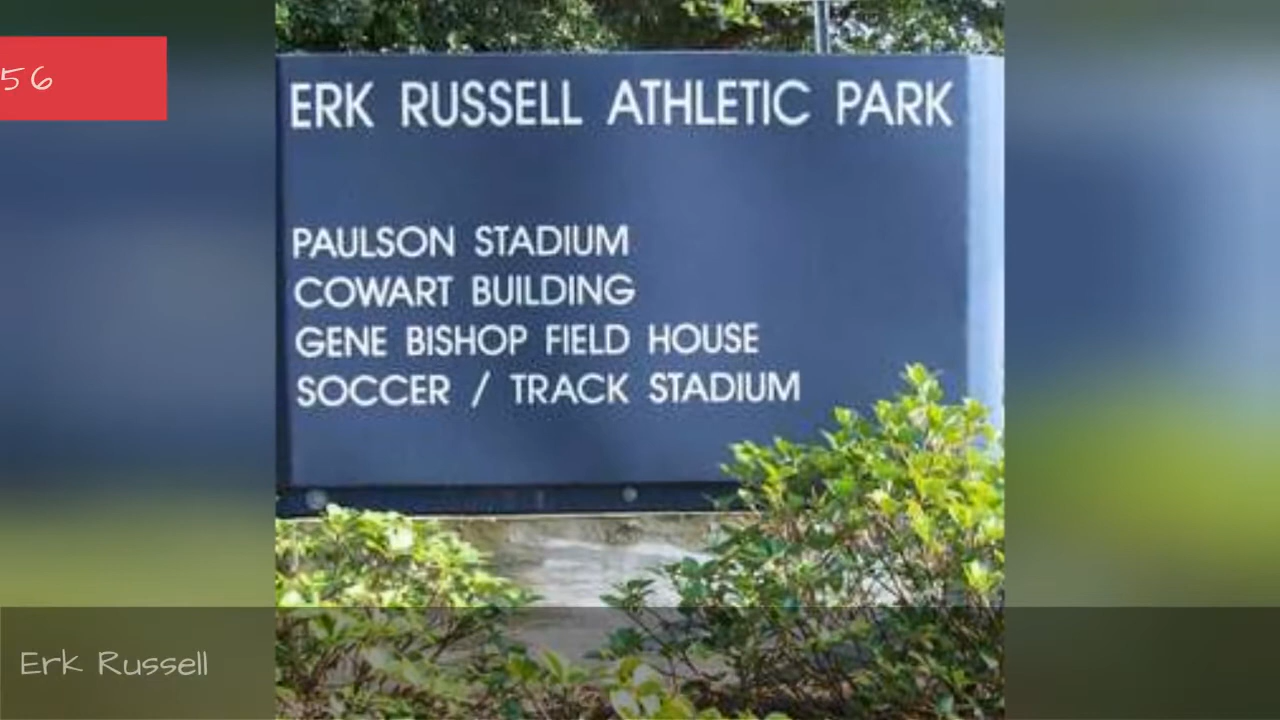 56
ERK RUSSELL ATHLETIC PARK
PAULSON STADIUM
COWART BUILDING
GENE BISHOP FIELD HOUSE
SOCCER / TRACK STADIUM
Erk Russell